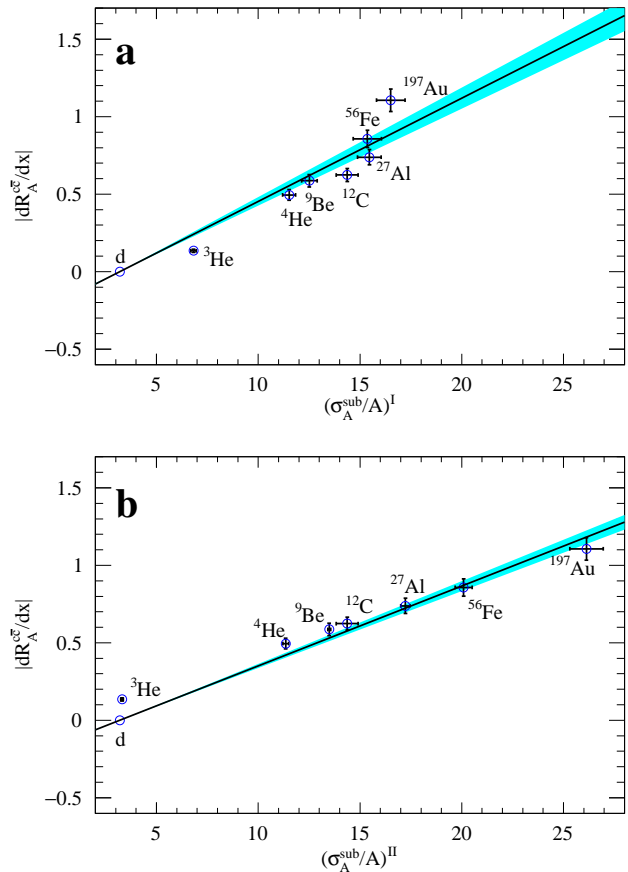 1.5
1
0.5
0
−0.5
|dR_A^{cc̅}/dx|
a
¹⁹⁷Au
⁵⁶Fe
²⁷Al
¹²C
⁹Be
⁴He
³He
d
5 10 15 20 25
(σ_A^{sub}/A)^I
1.5
1
0.5
0
−0.5
|dR_A^{cc̅}/dx|
b
²⁷Al
¹⁹⁷Au
¹²C
⁹Be
⁵⁶Fe
⁴He
³He
d
5 10 15 20 25
(σ_A^{sub}/A)^{II}